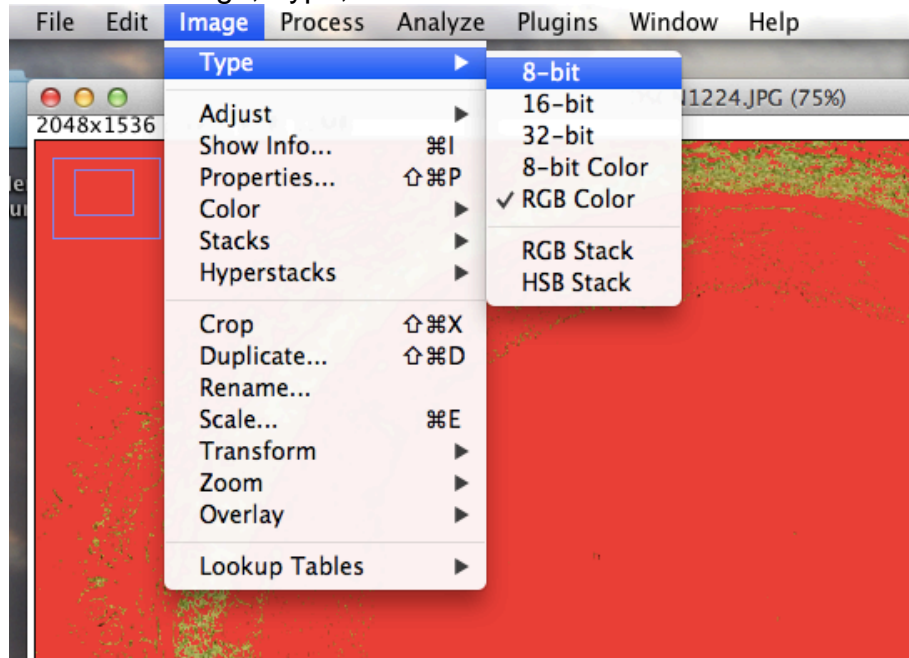 File Edit Image Process Analyze Plugins Window Help
Type ▶
8-bit
16-bit
32-bit
8-bit Color
✓ RGB Color
RGB Stack
HSB Stack
N1224.JPG (75%)
2048x1536
Adjust ▶
Show Info... ⌘I
Properties... ⇧⌘P
Color ▶
Stacks ▶
Hyperstacks ▶
Crop ⇧⌘X
Duplicate... ⇧⌘D
Rename...
Scale... ⌘E
Transform ▶
Zoom ▶
Overlay ▶
Lookup Tables ▶